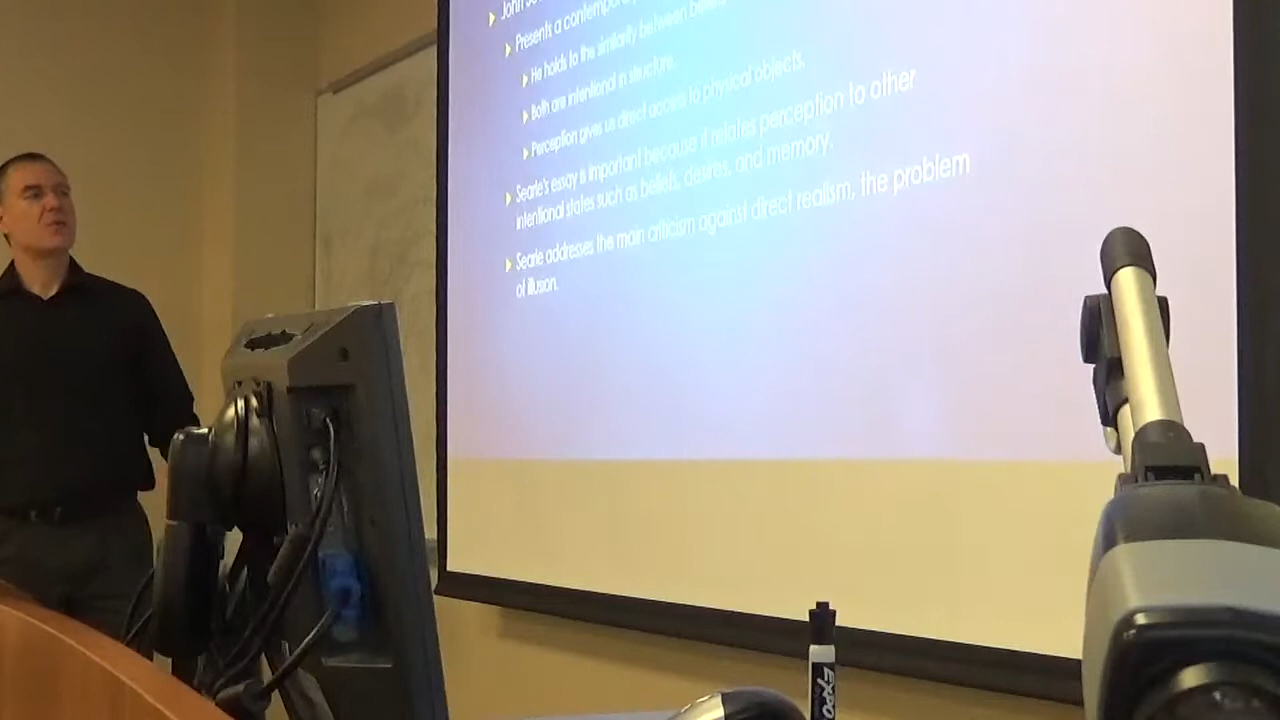 John
Presents a contemporary
He holds to the similarity between
Both are intentional in structure.
Perception gives us direct access to physical objects.
Searle's essay is important because it relates perception to other
intentional states such as beliefs, desires, and memory.
Searle addresses the main criticism against direct realism, the problem
of illusion.
EXPO